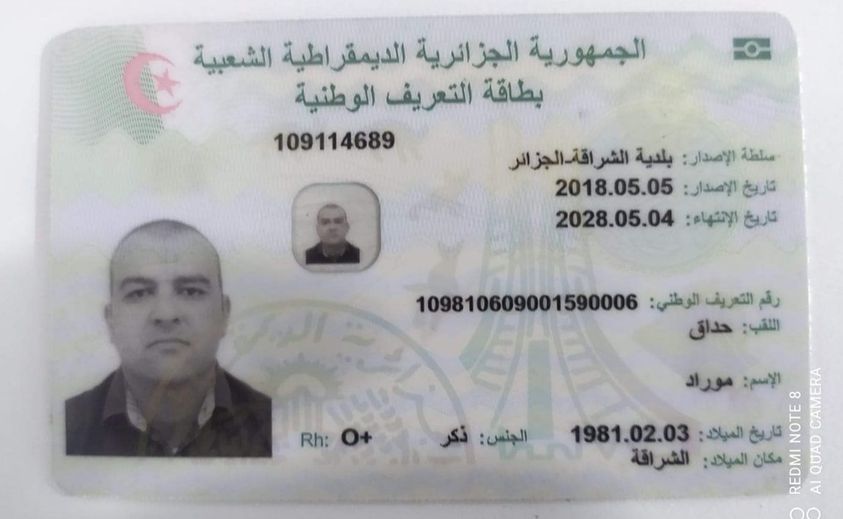 الجمهورية الجزائرية الديمقراطية الشعبية
بطاقة التعريف الوطنية
109114689
سلطة الإصدار: بلدية الشراقة-الجزائر
تاريخ الإصدار: 2018.05.05
تاريخ الإنتهاء: 2028.05.04
رقم التعريف الوطني: 109810609001590006
اللقب: حداق
الإسم: موراد
تاريخ الميلاد: 1981.02.03 الجنس: ذكر Rh: O+
مكان الميلاد: الشراقة
REDMI NOTE 8
AI QUAD CAMERA